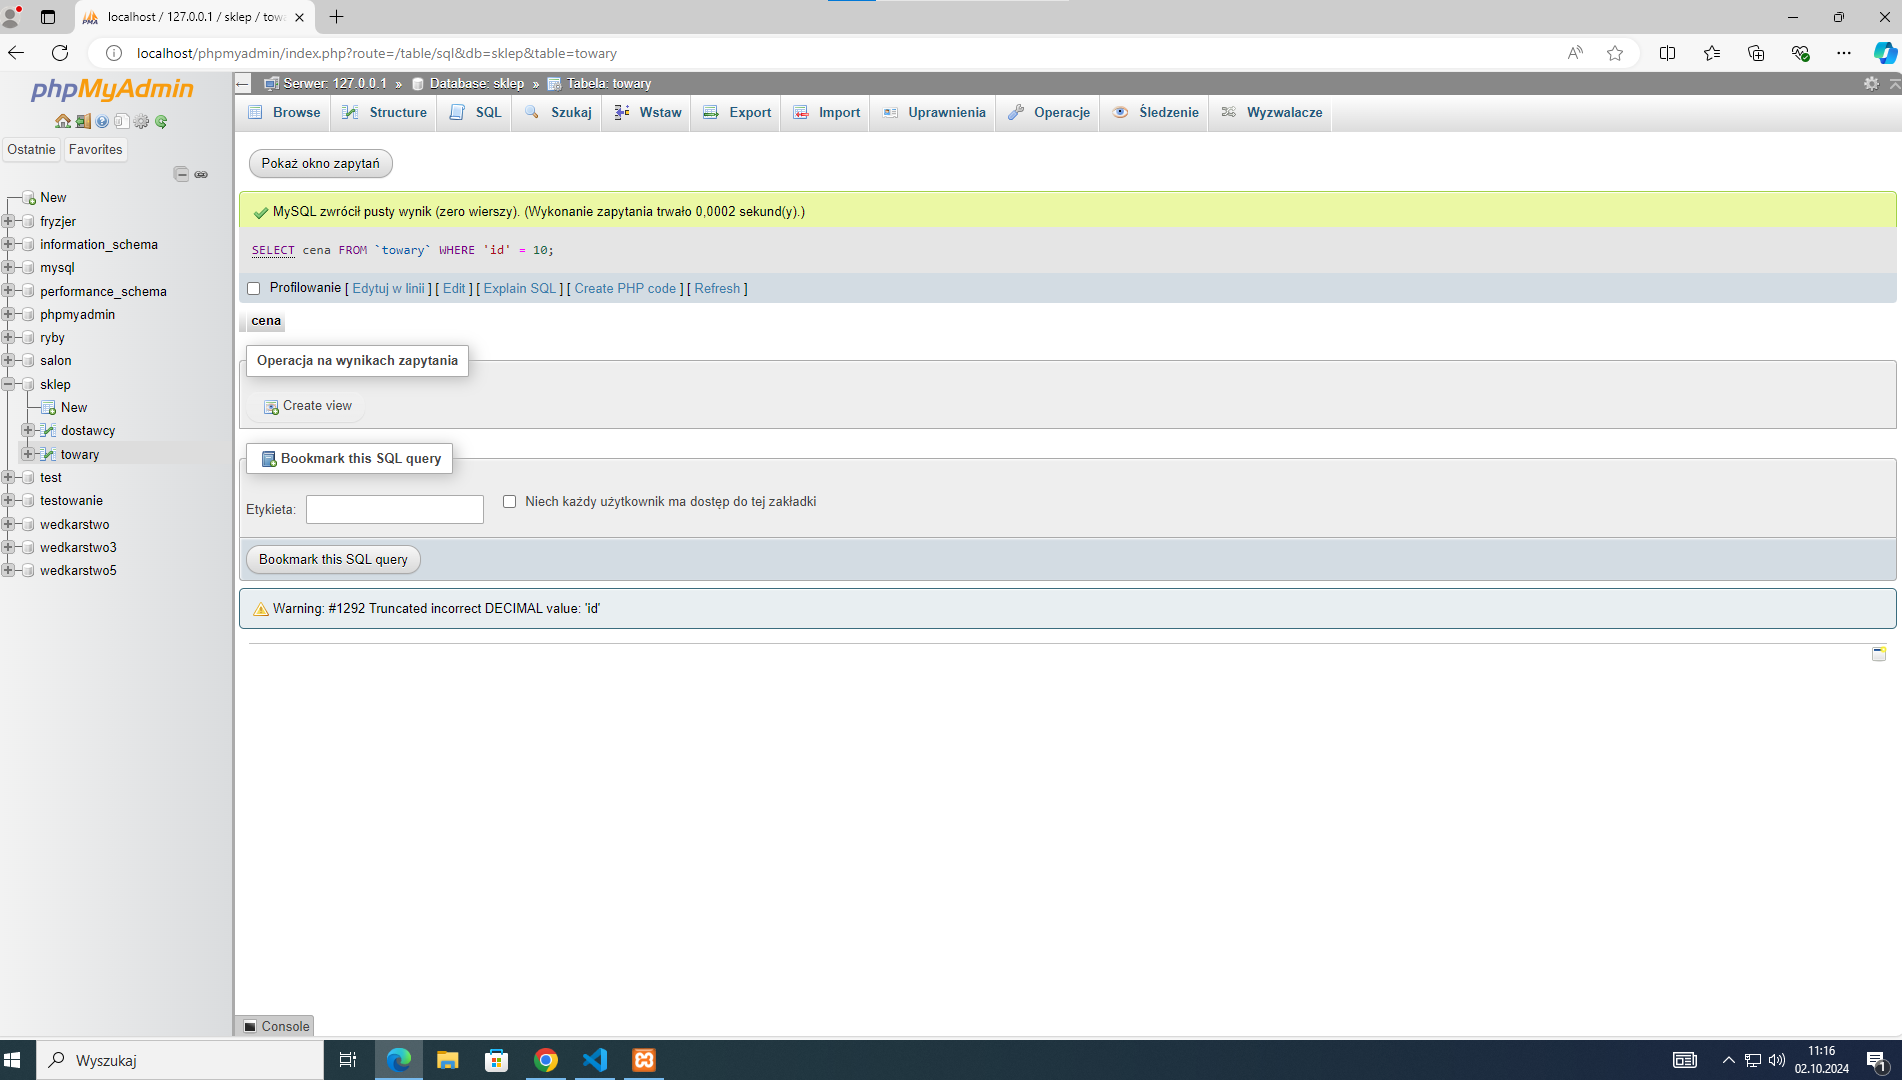 localhost / 127.0.0.1 / sklep / towa
localhost/phpmyadmin/index.php?route=/table/sql&db=sklep&table=towary
phpMyAdmin
Ostatnie Favorites
New
fryzjer
information_schema
mysql
performance_schema
phpmyadmin
ryby
salon
sklep
New
dostawcy
towary
test
testowanie
wedkarstwo
wedkarstwo3
wedkarstwo5
Serwer: 127.0.0.1 » Database: sklep » Tabela: towary
Browse Structure SQL Szukaj Wstaw Export Import Uprawnienia Operacje Śledzenie Wyzwalacze
Pokaż okno zapytań
MySQL zwrócił pusty wynik (zero wierszy). (Wykonanie zapytania trwało 0,0002 sekund(y).)
SELECT cena FROM `towary` WHERE 'id' = 10;
Profilowanie [ Edytuj w linii ] [ Edit ] [ Explain SQL ] [ Create PHP code ] [ Refresh ]
cena
Operacja na wynikach zapytania
Create view
Bookmark this SQL query
Etykieta: Niech każdy użytkownik ma dostęp do tej zakładki
Bookmark this SQL query
Warning: #1292 Truncated incorrect DECIMAL value: 'id'
Console
Wyszukaj
11:16
02.10.2024
1